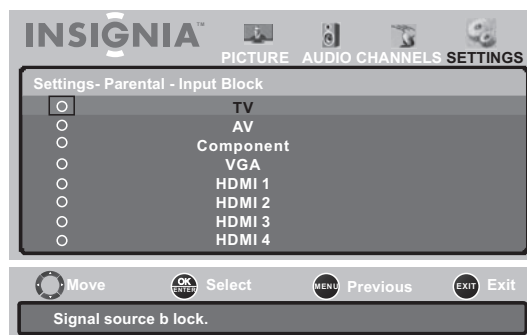 INSIGNIA™
PICTURE AUDIO CHANNELS SETTINGS
Settings- Parental - Input Block
TV
AV
Component
VGA
HDMI 1
HDMI 2
HDMI 3
HDMI 4
Move OK ENTER Select MENU Previous EXIT Exit
Signal source b lock.